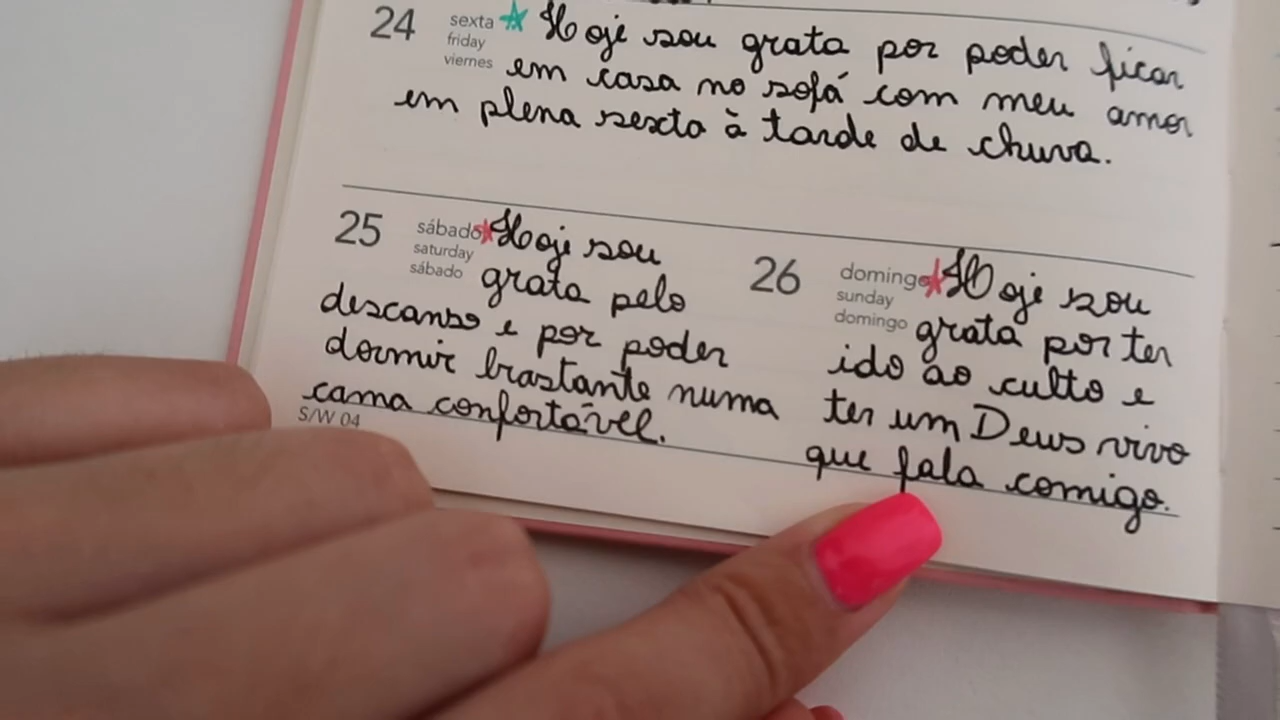 24 sexta Hoje sou grata por poder ficar
friday
viernes em casa no sofá com meu amor
em plena sexta à tarde de chuva.
25 sábado Hoje sou
saturday
sábado grata pelo
descanso e por poder
dormir brastante numa
cama confortável.
S/W 04
26 domingo Hoje sou
sunday
domingo grata por ter
ido ao culto e
ter um Deus vivo
que fala comigo.